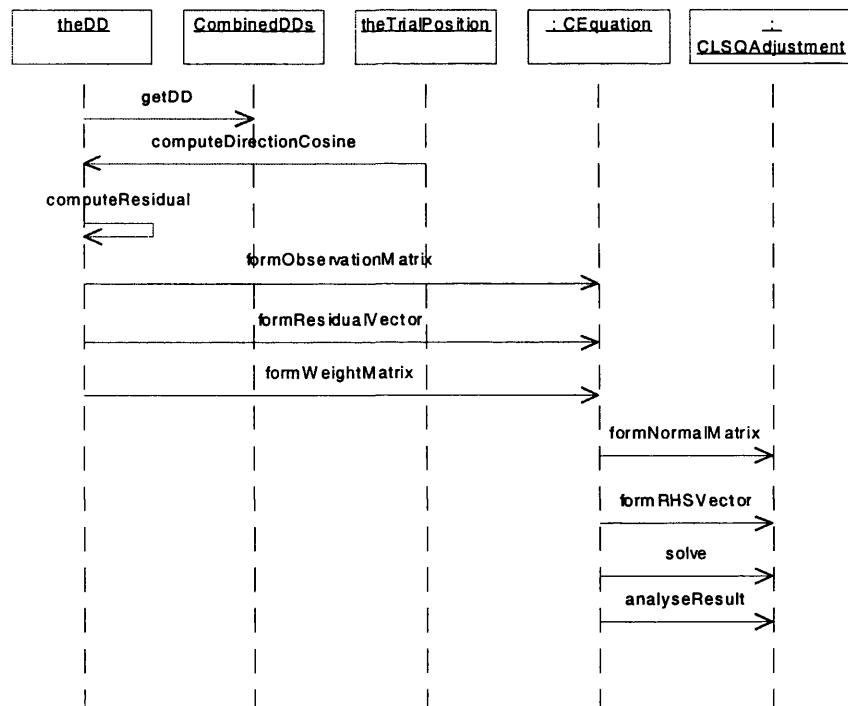 theDD
CombinedDDs
theTrialPosition
: CEquation
:
CLSQAdjustment
getDD
computeDirectionCosine
computeResidual
formObservationMatrix
formResidualVector
formWeightMatrix
formNormalMatrix
formRHSVector
solve
analyseResult